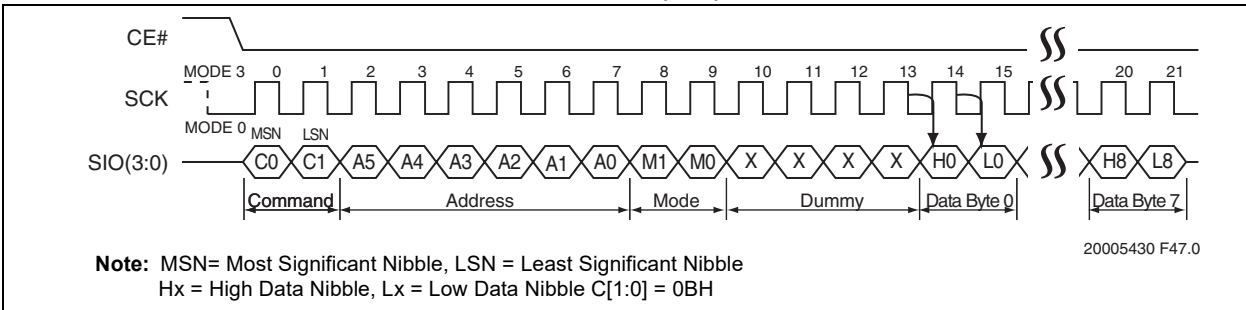 CE#
MODE 3 0 1 2 3 4 5 6 7 8 9 10 11 12 13 14 15 20 21
SCK
MODE 0
MSN LSN
SIO(3:0) C0 C1 A5 A4 A3 A2 A1 A0 M1 M0 X X X X H0 L0 H8 L8
Command Address Mode Dummy Data Byte 0 Data Byte 7
20005430 F47.0
Note: MSN= Most Significant Nibble, LSN = Least Significant Nibble
Hx = High Data Nibble, Lx = Low Data Nibble C[1:0] = 0BH